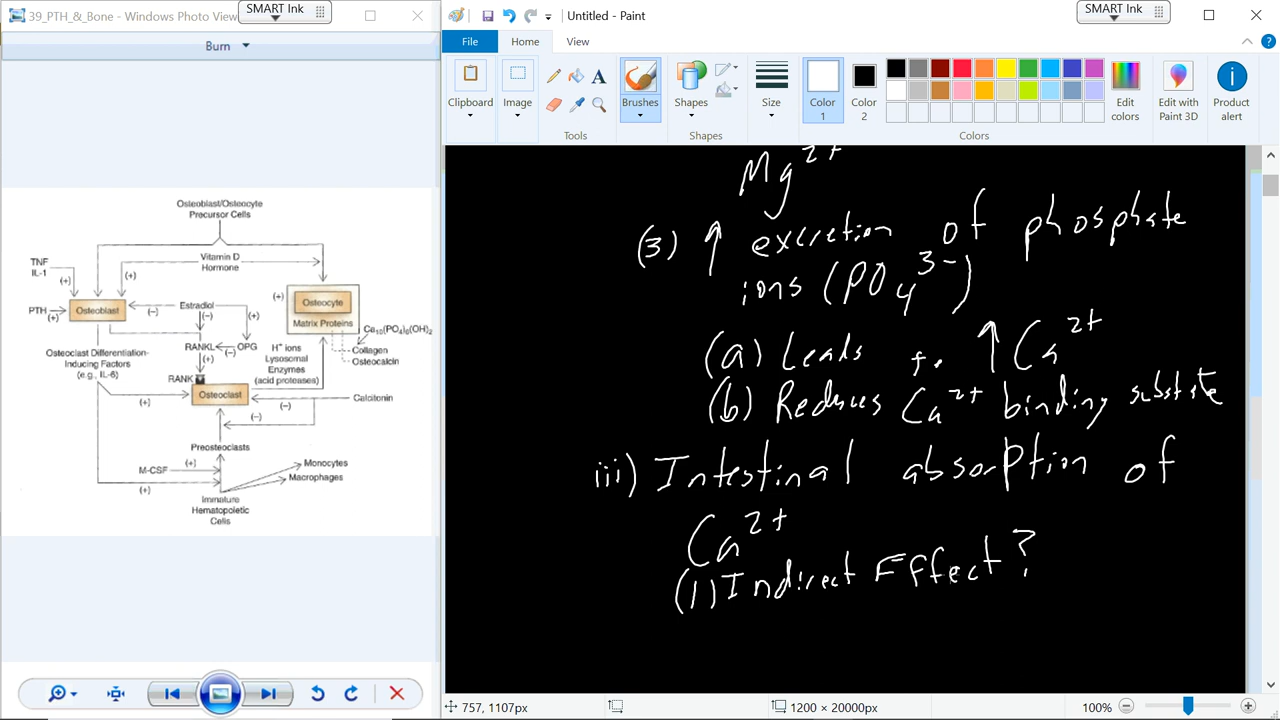 39_PTH_&_Bone - Windows Photo View
SMART Ink
Burn
Osteoblast/Osteocyte
Precursor Cells
TNF
IL-1
(+)
(+)
Vitamin D
Hormone
PTH
(+)
Osteoblast
(−)
Estradiol
(−)
(+)
(+)
Osteocyte
Matrix Proteins
Ca10(PO4)6(OH)2
Collagen
Osteocalcin
RANKL
(−)
OPG
(+)
RANK
Osteoclast Differentiation-
Inducing Factors
(e.g., IL-6)
(+)
H+ ions
Lysosomal
Enzymes
(acid proteases)
Osteoclast
(−)
Calcitonin
(−)
Preosteoclasts
M-CSF
(+)
(+)
Monocytes
Macrophages
Immature
Hematopoietic
Cells
Untitled - Paint
SMART Ink
File
Home
View
Clipboard
Image
Tools
Brushes
Shapes
Shapes
Size
Color
1
Color
2
Colors
Edit
colors
Edit with
Paint 3D
Product
alert
Mg2+
(3) ↑ excretion of phosphate
ions (PO4 3−)
(a) Leads to ↑ Ca2+
(b) Reduces Ca2+ binding
iii) Intestinal absorption of
Ca2+
(1) Indirect Effect?
757, 1107px
1200 × 20000px
100%